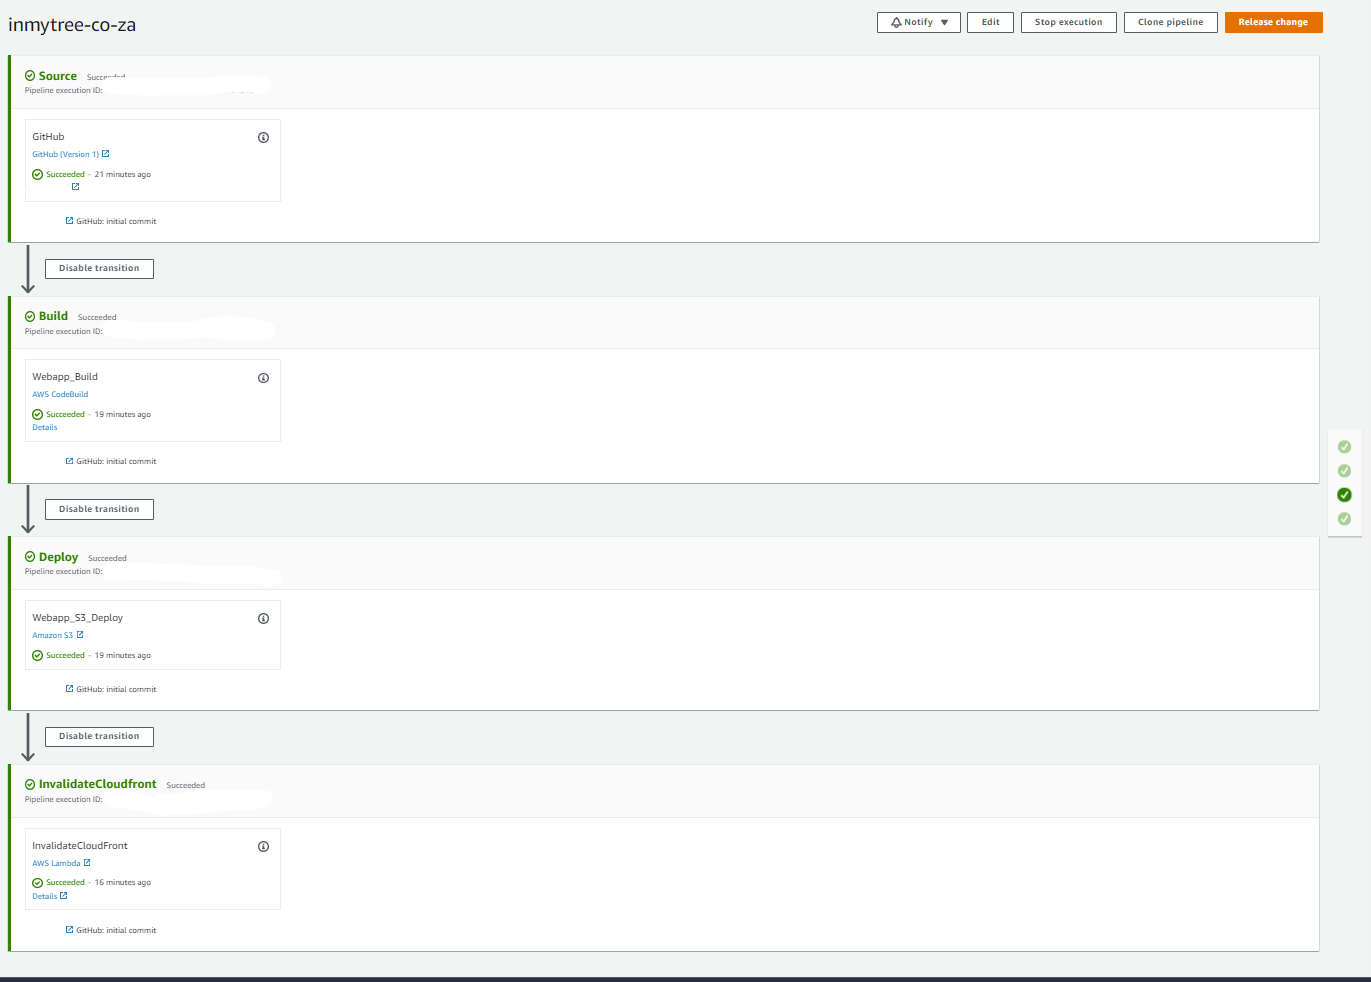 inmytree-co-za
Notify
Edit
Stop execution
Clone pipeline
Release change
Source Succeeded
Pipeline execution ID:
GitHub
GitHub (Version 1)
Succeeded - 21 minutes ago
GitHub: initial commit
Disable transition
Build Succeeded
Pipeline execution ID:
Webapp_Build
AWS CodeBuild
Succeeded - 19 minutes ago
Details
GitHub: initial commit
Disable transition
Deploy Succeeded
Pipeline execution ID:
Webapp_S3_Deploy
Amazon S3
Succeeded - 19 minutes ago
GitHub: initial commit
Disable transition
InvalidateCloudfront Succeeded
Pipeline execution ID:
InvalidateCloudFront
AWS Lambda
Succeeded - 16 minutes ago
Details
GitHub: initial commit